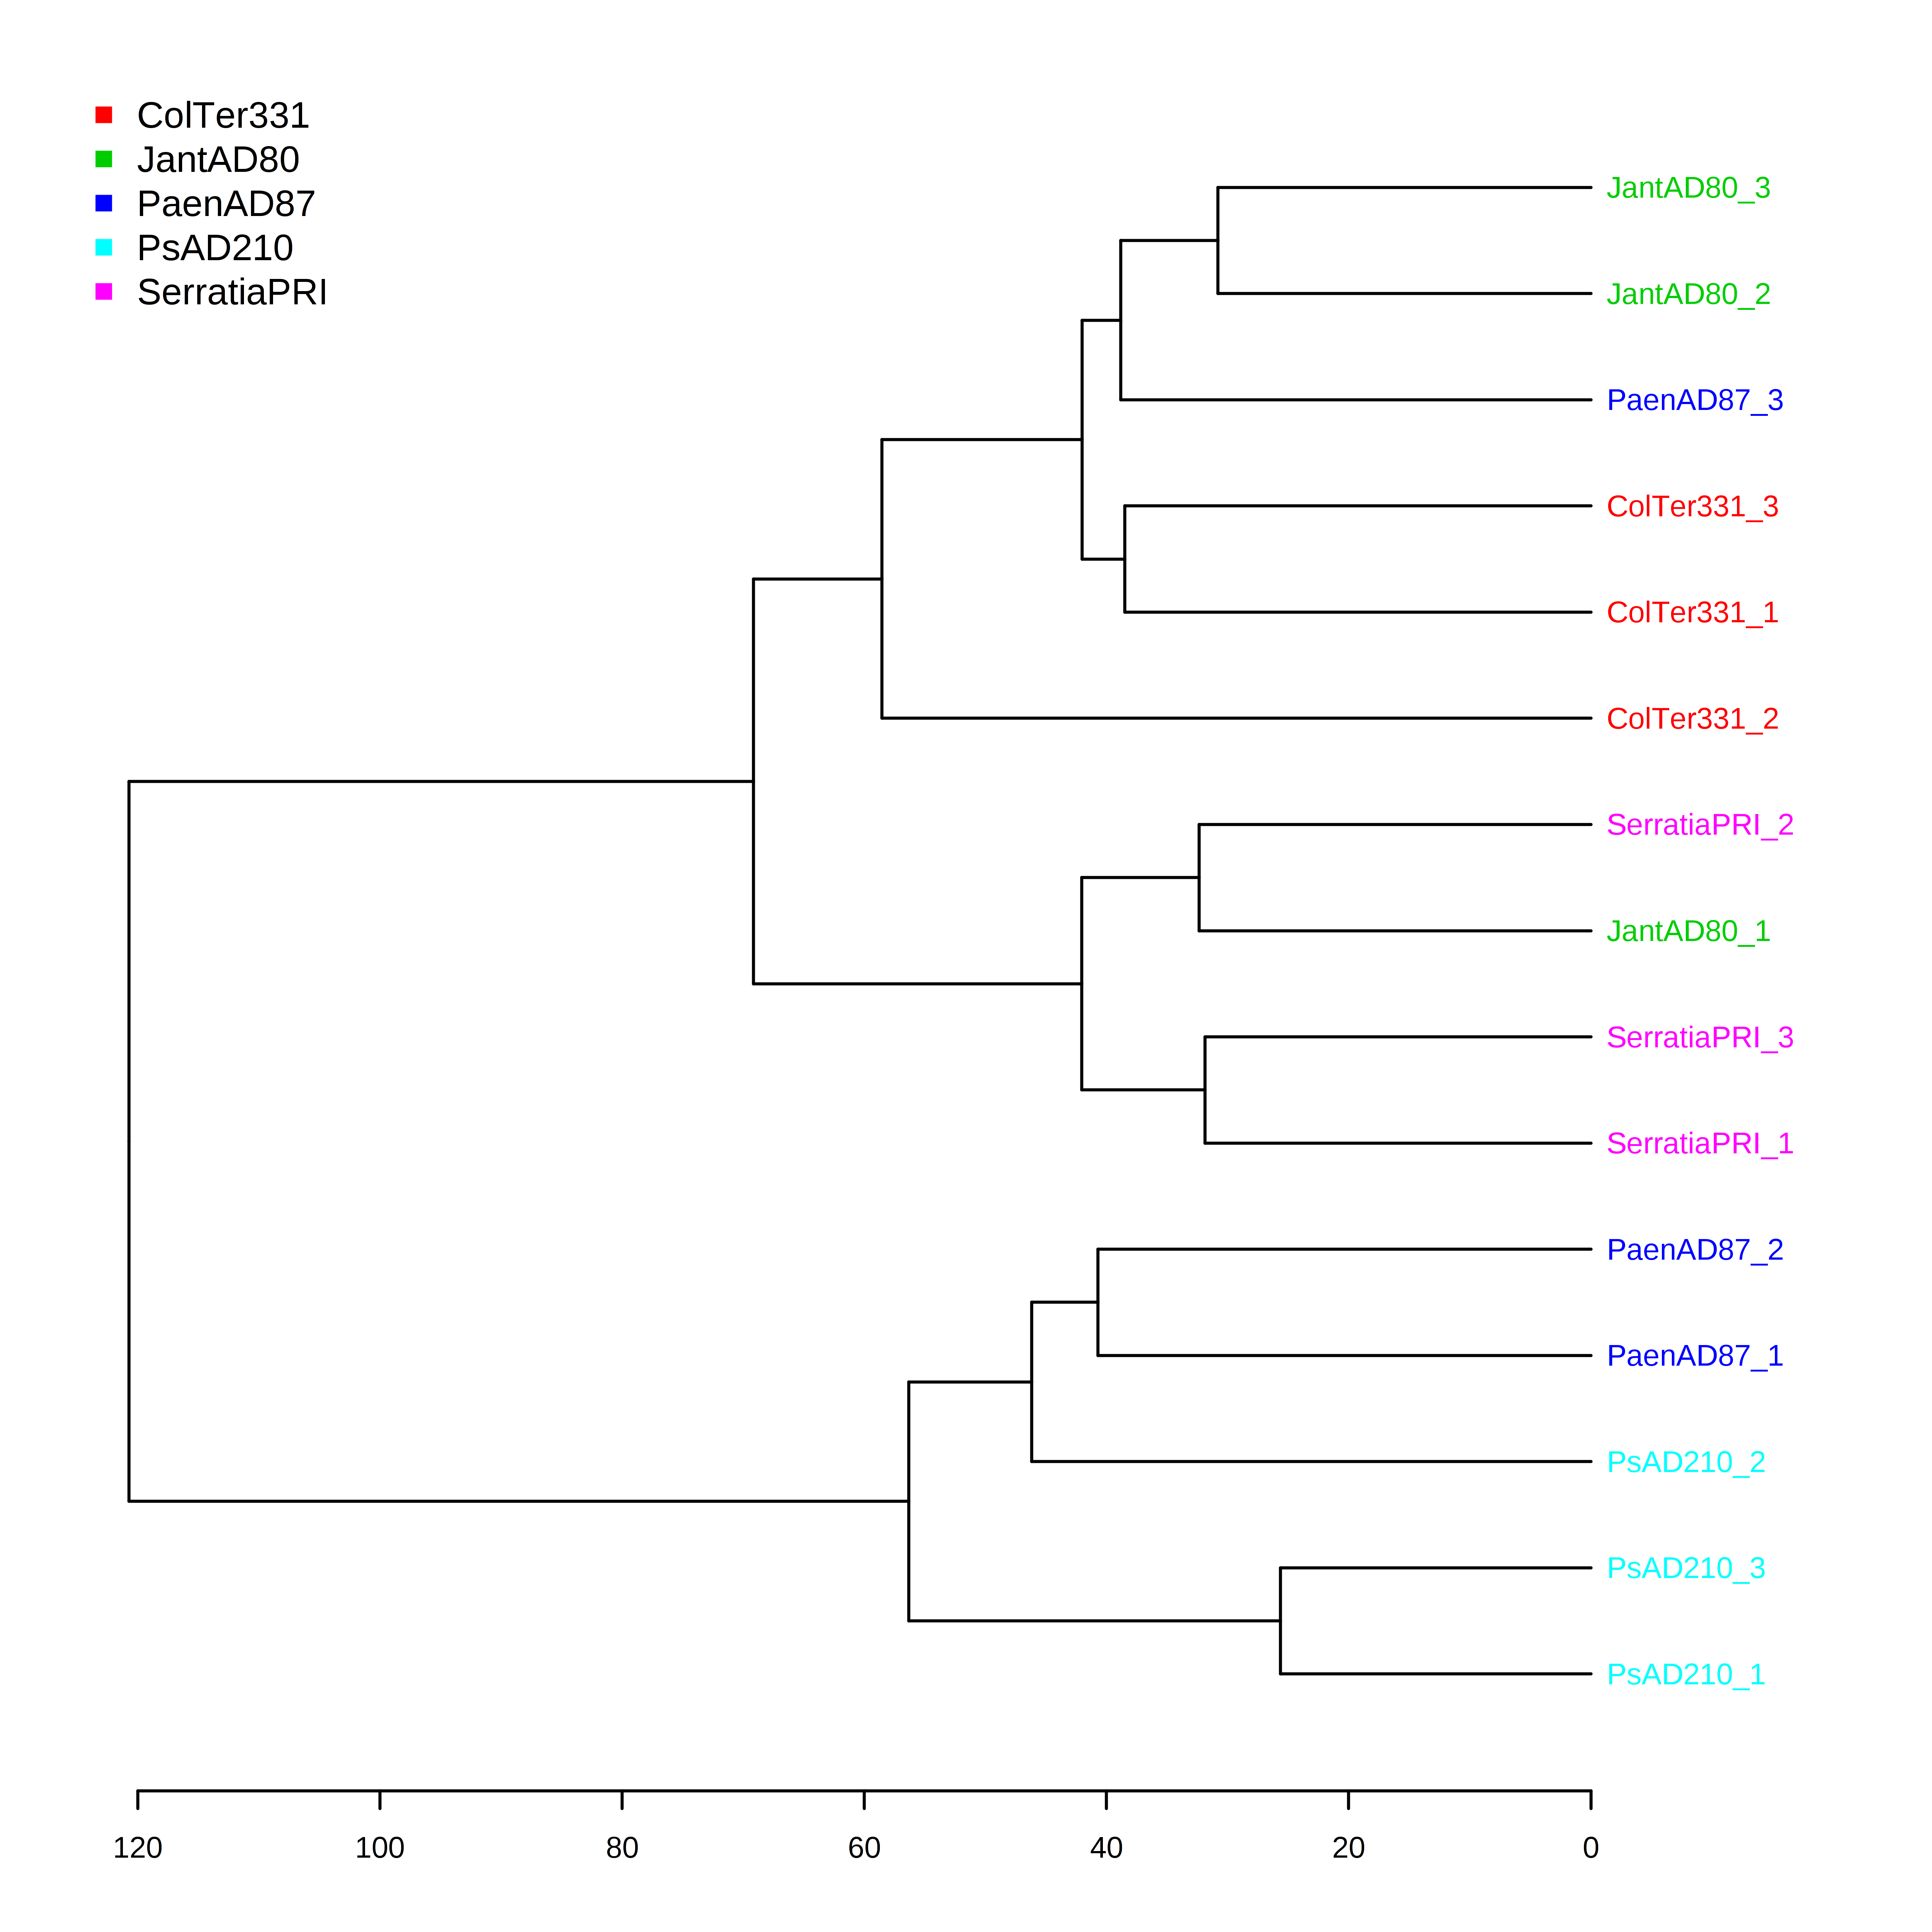 ColTer331
JantAD80
PaenAD87
PsAD210
SerratiaPRI
JantAD80_3
JantAD80_2
PaenAD87_3
ColTer331_3
ColTer331_1
ColTer331_2
SerratiaPRI_2
JantAD80_1
SerratiaPRI_3
SerratiaPRI_1
PaenAD87_2
PaenAD87_1
PsAD210_2
PsAD210_3
PsAD210_1
120 100 80 60 40 20 0